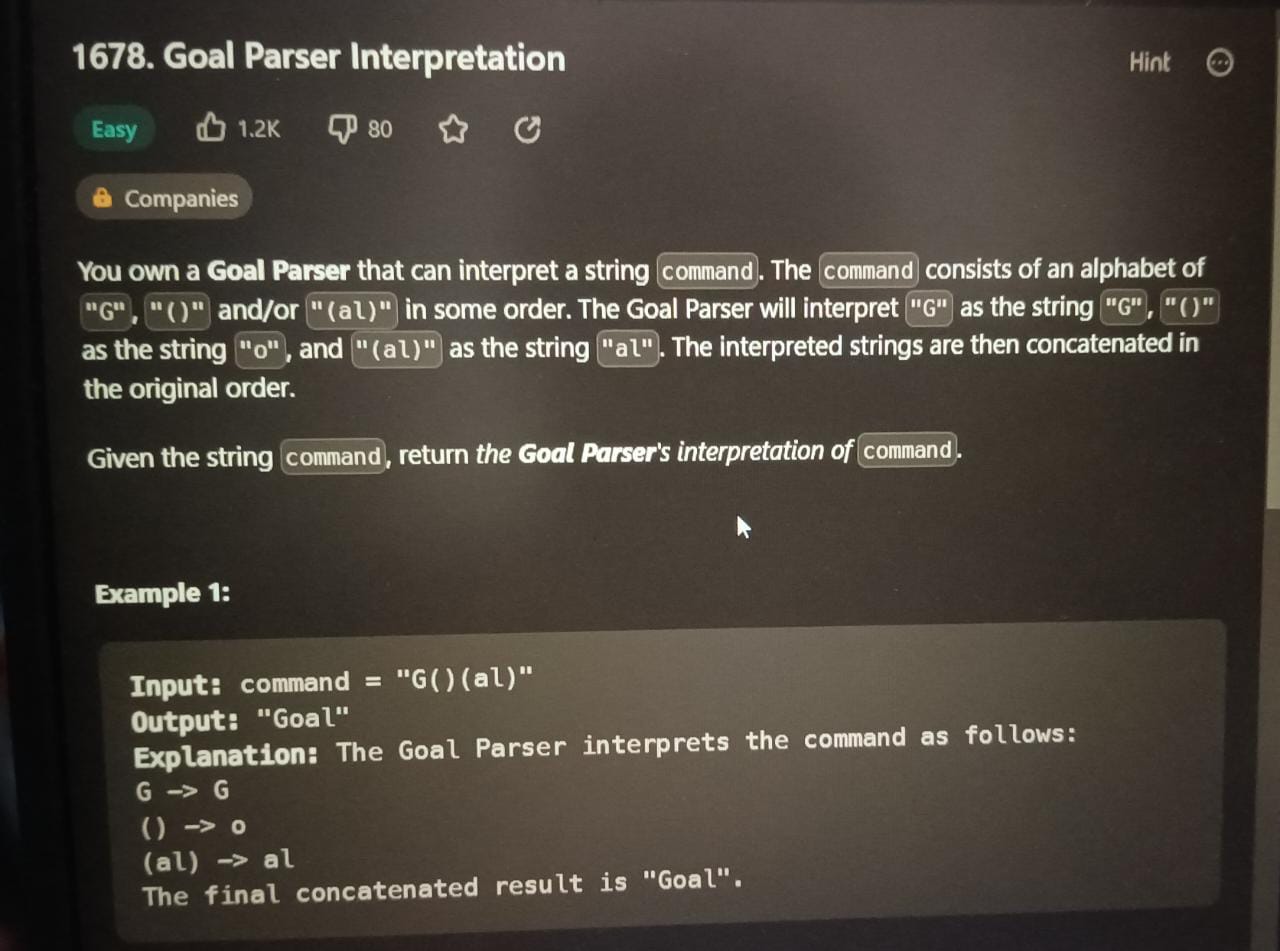 1678. Goal Parser Interpretation
Hint
Easy 1.2K 80
Companies
You own a Goal Parser that can interpret a string command. The command consists of an alphabet of
"G", "()" and/or "(al)" in some order. The Goal Parser will interpret "G" as the string "G", "()"
as the string "o", and "(al)" as the string "al". The interpreted strings are then concatenated in
the original order.
Given the string command, return the Goal Parser's interpretation of command.
Example 1:
Input: command = "G()(al)"
Output: "Goal"
Explanation: The Goal Parser interprets the command as follows:
G -> G
() -> o
(al) -> al
The final concatenated result is "Goal".